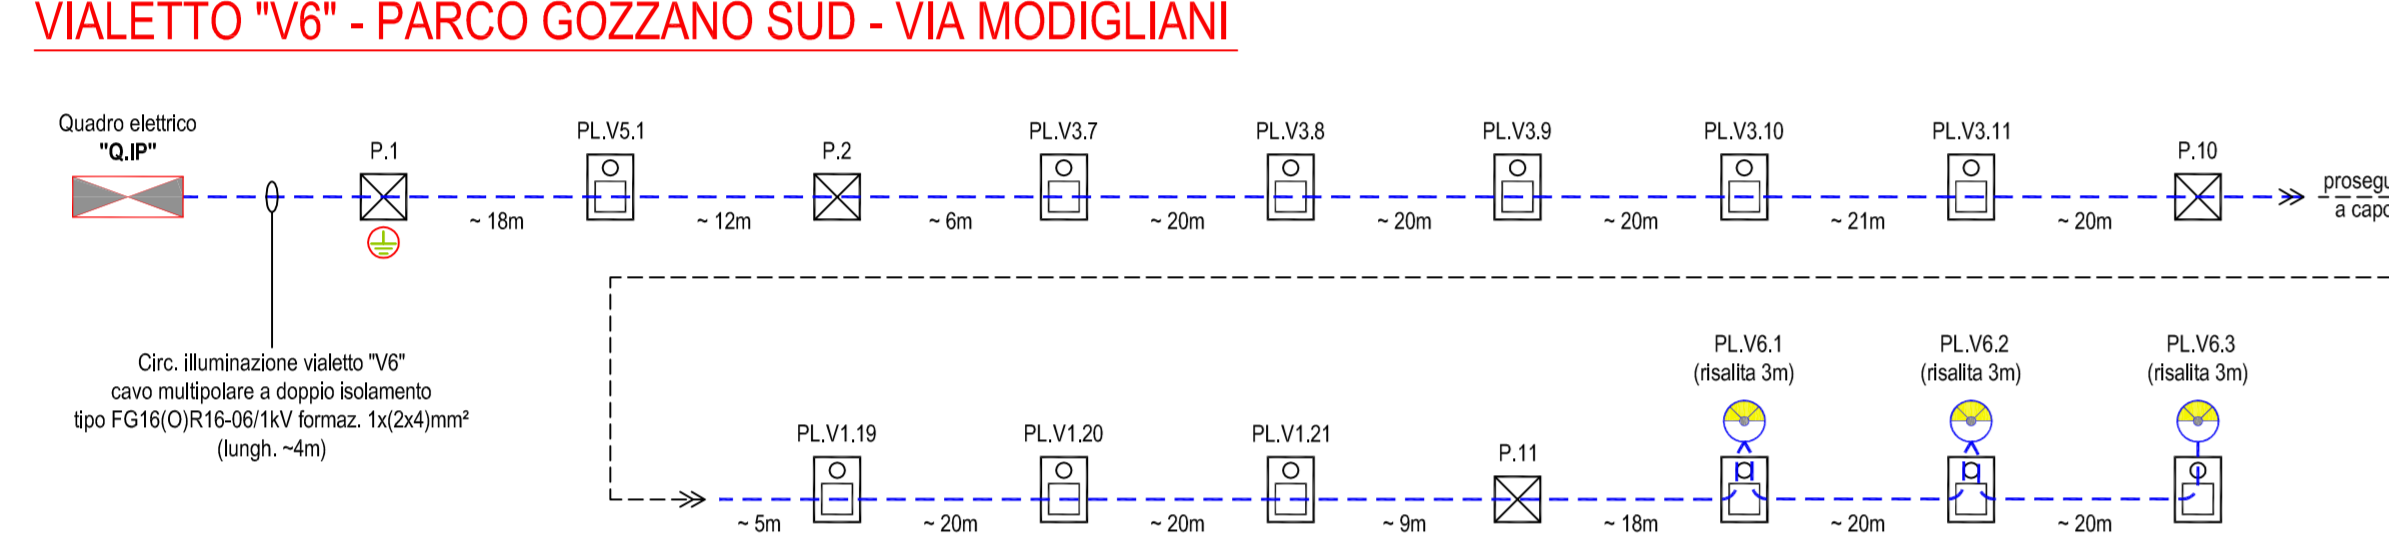 VIALETTO "V6" - PARCO GOZZANO SUD - VIA MODIGLIANI
Quadro elettrico
"Q.IP"
P.1
PL.V5.1
P.2
PL.V3.7
PL.V3.8
PL.V3.9
PL.V3.10
PL.V3.11
P.10
~ 18m
~ 12m
~ 6m
~ 20m
~ 20m
~ 20m
~ 21m
~ 20m
a capo
Circ. illuminazione vialetto "V6"
cavo multipolare a doppio isolamento
tipo FG16(O)R16-06/1kV formaz. 1x(2x4)mm²
(lungh. ~4m)
PL.V1.19
PL.V1.20
PL.V1.21
P.11
PL.V6.1
(risalita 3m)
PL.V6.2
(risalita 3m)
PL.V6.3
(risalita 3m)
~ 5m
~ 20m
~ 20m
~ 9m
~ 18m
~ 20m
~ 20m